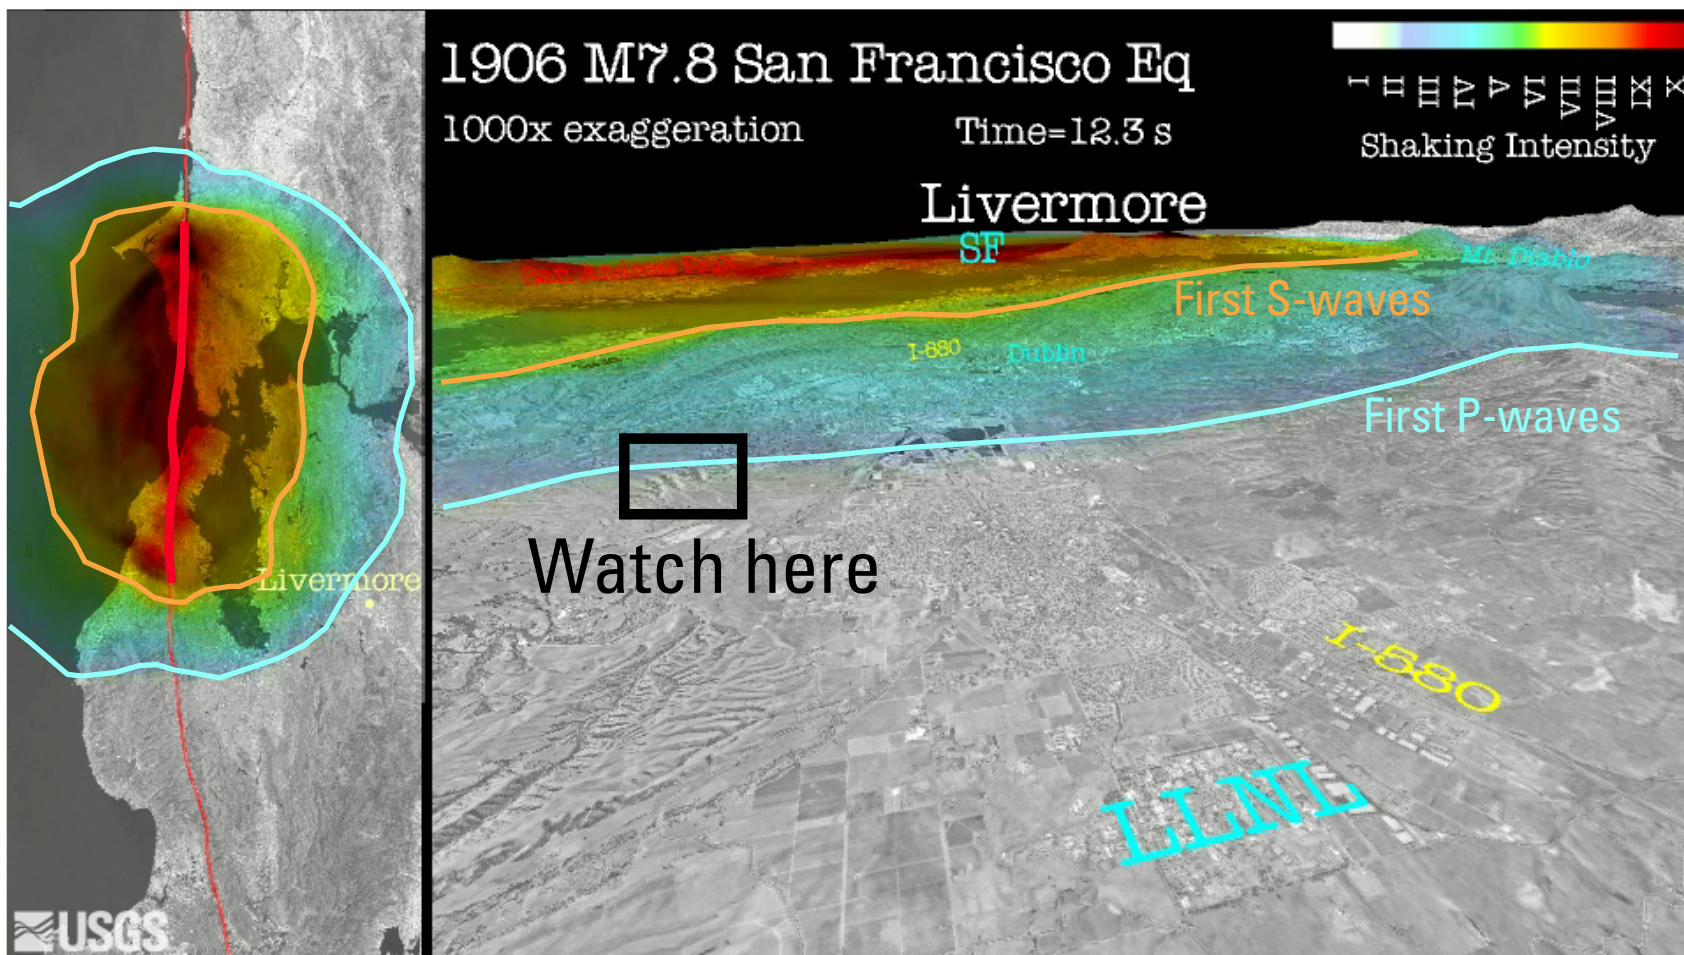 1906 M7.8 San Francisco Eq
1000x exaggeration
Time=12.3 s
I
II
III
IV
V
VI
VII
VIII
IX
X
Shaking Intensity
Livermore
SF
San Andreas Fault
Mt. Diablo
First S-waves
I-680
Dublin
First P-waves
Watch here
Livermore
I-580
LLNL
USGS